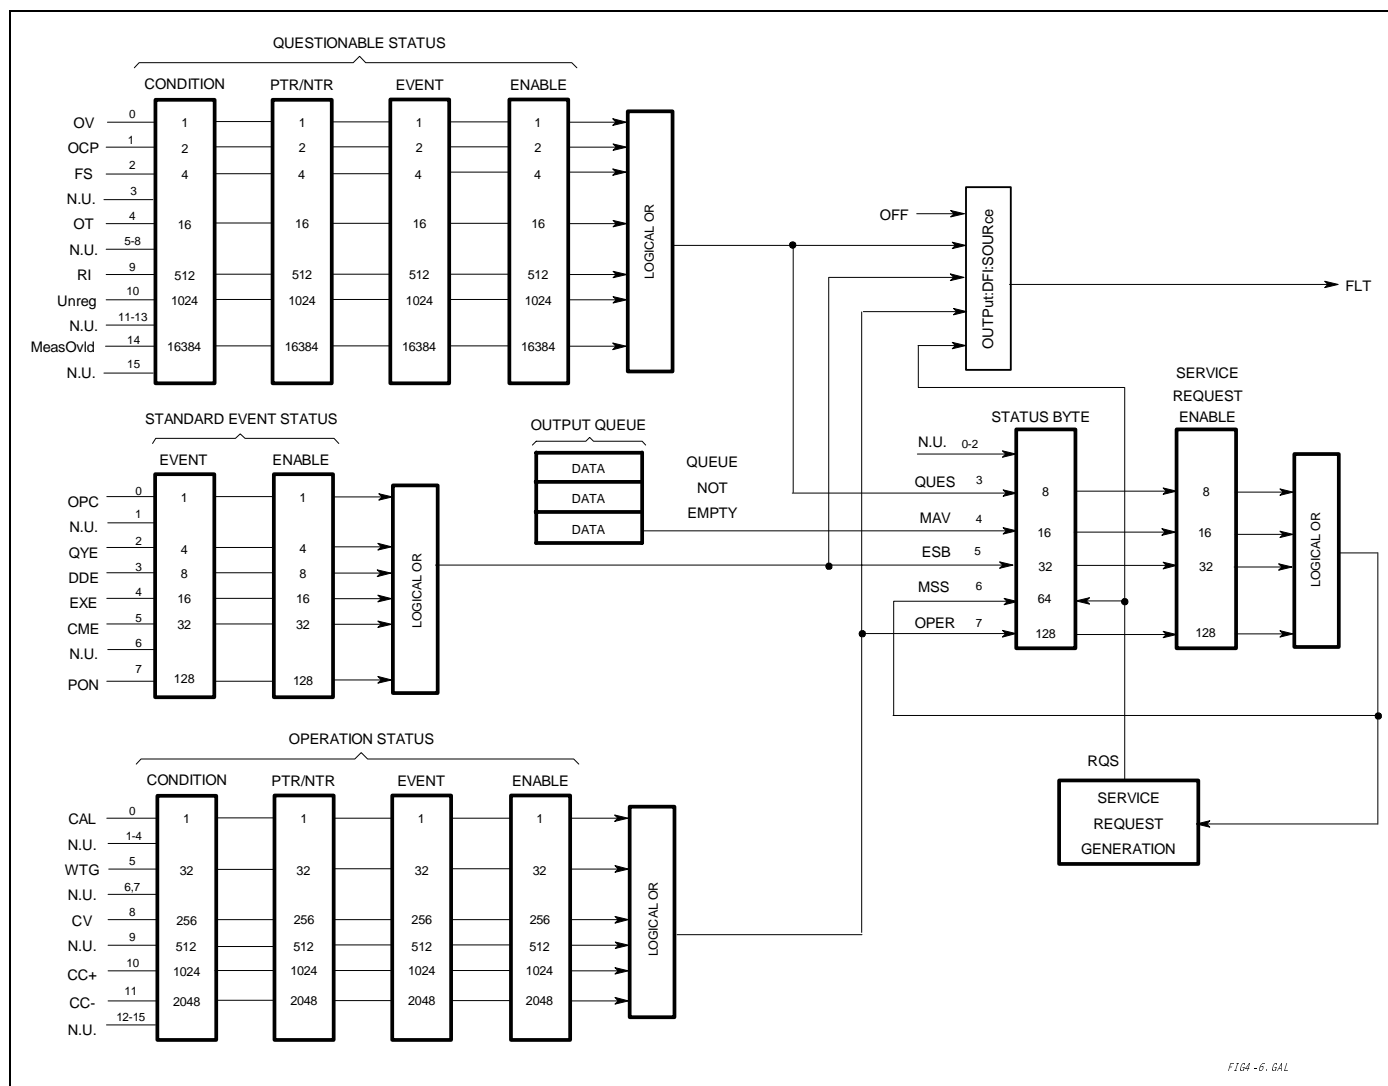 QUESTIONABLE STATUS
CONDITION PTR/NTR EVENT ENABLE
OV 0 1 1 1 1
OCP 1 2 2 2 2
FS 2 4 4 4 4
N.U. 3
OT 4 16 16 16 16
N.U. 5-8
RI 9 512 512 512 512
Unreg 10 1024 1024 1024 1024
N.U. 11-13
MeasOvld 14 16384 16384 16384 16384
N.U. 15
LOGICAL OR
OFF
OUTPut:DFI:SOURce
FLT
STANDARD EVENT STATUS
EVENT ENABLE
OPC 0 1 1
N.U. 1
QYE 2 4 4
DDE 3 8 8
EXE 4 16 16
CME 5 32 32
N.U. 6
PON 7 128 128
LOGICAL OR
OUTPUT QUEUE
DATA
DATA
DATA
QUEUE
NOT
EMPTY
STATUS BYTE
SERVICE
REQUEST
ENABLE
N.U. 0-2
QUES 3 8 8
MAV 4 16 16
ESB 5 32 32
MSS 6 64
OPER 7 128 128
LOGICAL OR
RQS
SERVICE
REQUEST
GENERATION
OPERATION STATUS
CONDITION PTR/NTR EVENT ENABLE
CAL 0 1 1 1 1
N.U. 1-4
WTG 5 32 32 32 32
N.U. 6,7
CV 8 256 256 256 256
N.U. 9 512 512 512 512
CC+ 10 1024 1024 1024 1024
CC- 11 2048 2048 2048 2048
N.U. 12-15
LOGICAL OR
FIG4-6.GAL